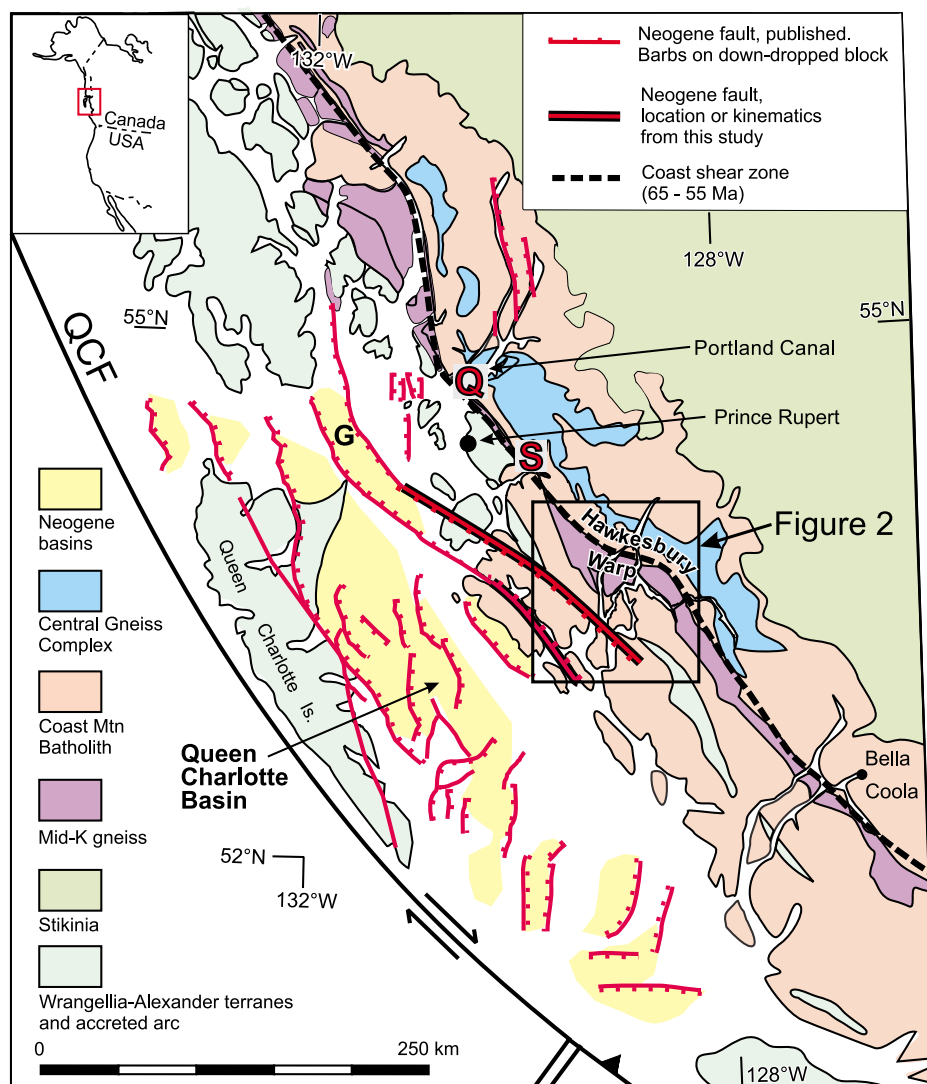 Canada
USA
132°W
Neogene fault, published.
Barbs on down-dropped block
Neogene fault,
location or kinematics
from this study
Coast shear zone
(65 - 55 Ma)
128°W
55°N
55°N
QCF
Portland Canal
Q
Prince Rupert
G
S
Figure 2
Hawkesbury
Warp
Neogene
basins
Central Gneiss
Complex
Coast Mtn
Batholith
Mid-K gneiss
Stikinia
Wrangellia-Alexander terranes
and accreted arc
Queen
Charlotte
Is.
Queen
Charlotte
Basin
Bella
Coola
52°N
132°W
128°W
0
250 km